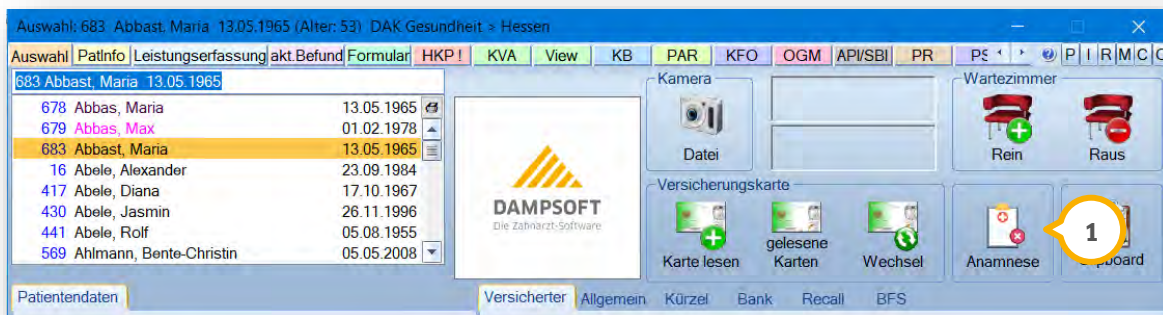 Auswahl: 683 Abbast, Maria 13.05.1965 (Alter: 53) DAK Gesundheit > Hessen
Auswahl PatInfo Leistungserfassung akt.Befund Formular HKP! KVA View KB PAR KFO OGM API/SBI PR P I R M C
683 Abbast, Maria 13.05.1965
678 Abbas, Maria 13.05.1965
679 Abbas, Max 01.02.1978
683 Abbast, Maria 13.05.1965
16 Abele, Alexander 23.09.1984
417 Abele, Diana 17.10.1967
430 Abele, Jasmin 26.11.1996
441 Abele, Rolf 05.08.1955
569 Ahlmann, Bente-Christin 05.05.2008
DAMPSOFT
Die Zahnarzt-Software
Kamera
Datei
Wartezimmer
Rein Raus
Versicherungskarte
Karte lesen
gelesene
Karten
Wechsel
Anamnese
1
Patientendaten
Versicherter Allgemein Kürzel Bank Recall BFS